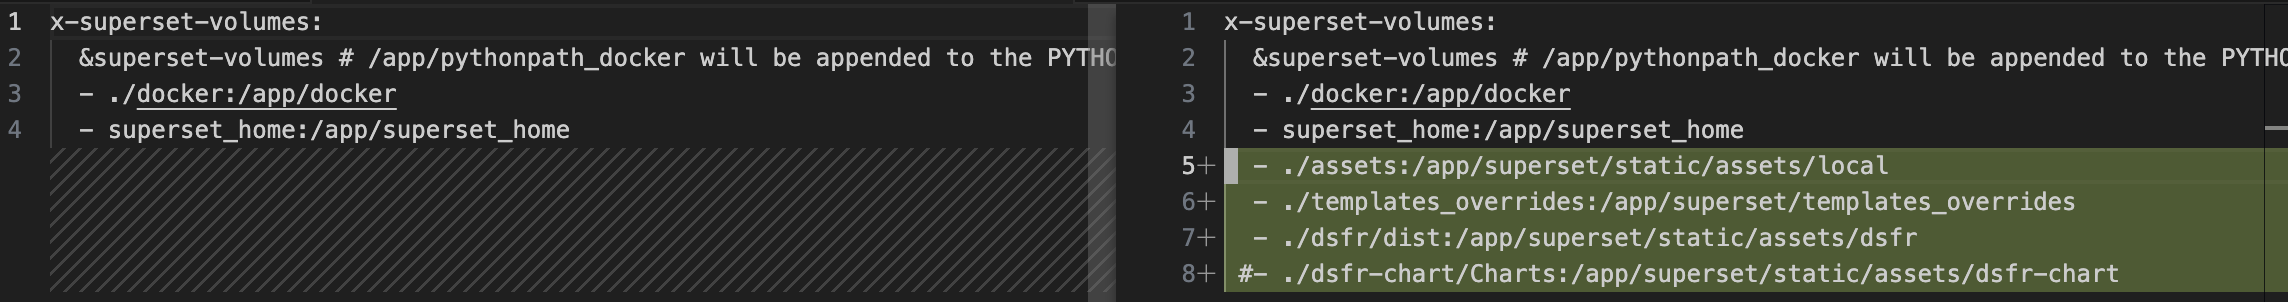 1 x-superset-volumes:
2 &superset-volumes # /app/pythonpath_docker will be appended to the PYTHO
3 - ./docker:/app/docker
4 - superset_home:/app/superset_home
1 x-superset-volumes:
2 &superset-volumes # /app/pythonpath_docker will be appended to the PYTHO
3 - ./docker:/app/docker
4 - superset_home:/app/superset_home
5+ - ./assets:/app/superset/static/assets/local
6+ - ./templates_overrides:/app/superset/templates_overrides
7+ - ./dsfr/dist:/app/superset/static/assets/dsfr
8+ #- ./dsfr-chart/Charts:/app/superset/static/assets/dsfr-chart